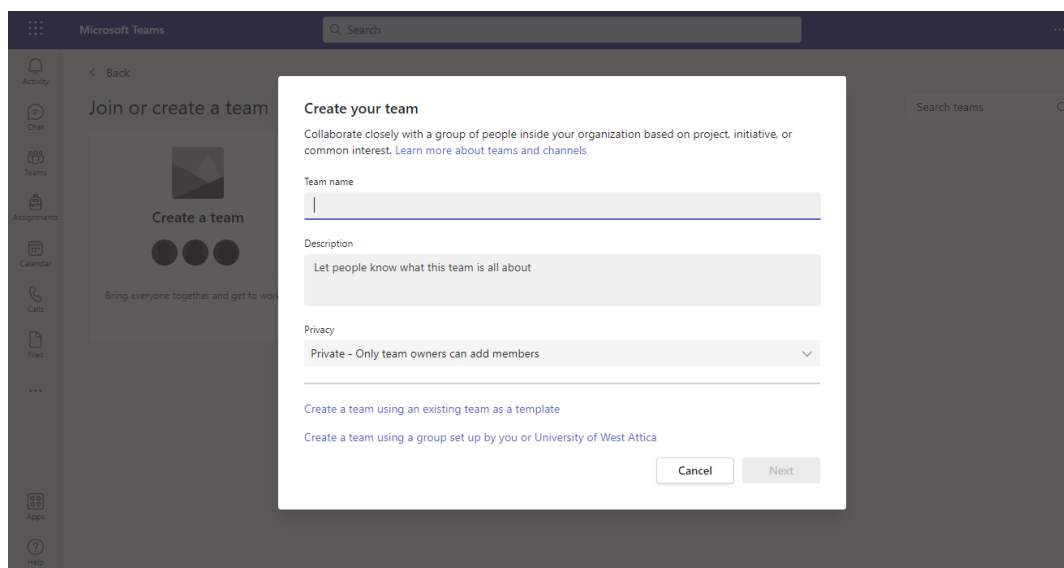 Microsoft Teams
Search
Activity
Chat
Teams
Assignments
Calendar
Calls
Files
Apps
Help
Back
Join or create a team
Search teams
Create a team
Bring everyone together and get to
Create your team
Collaborate closely with a group of people inside your organization based on project, initiative, or
common interest. Learn more about teams and channels
Team name
Description
Let people know what this team is all about
Privacy
Private - Only team owners can add members
Create a team using an existing team as a template
Create a team using a group set up by you or University of West Attica
Cancel
Next